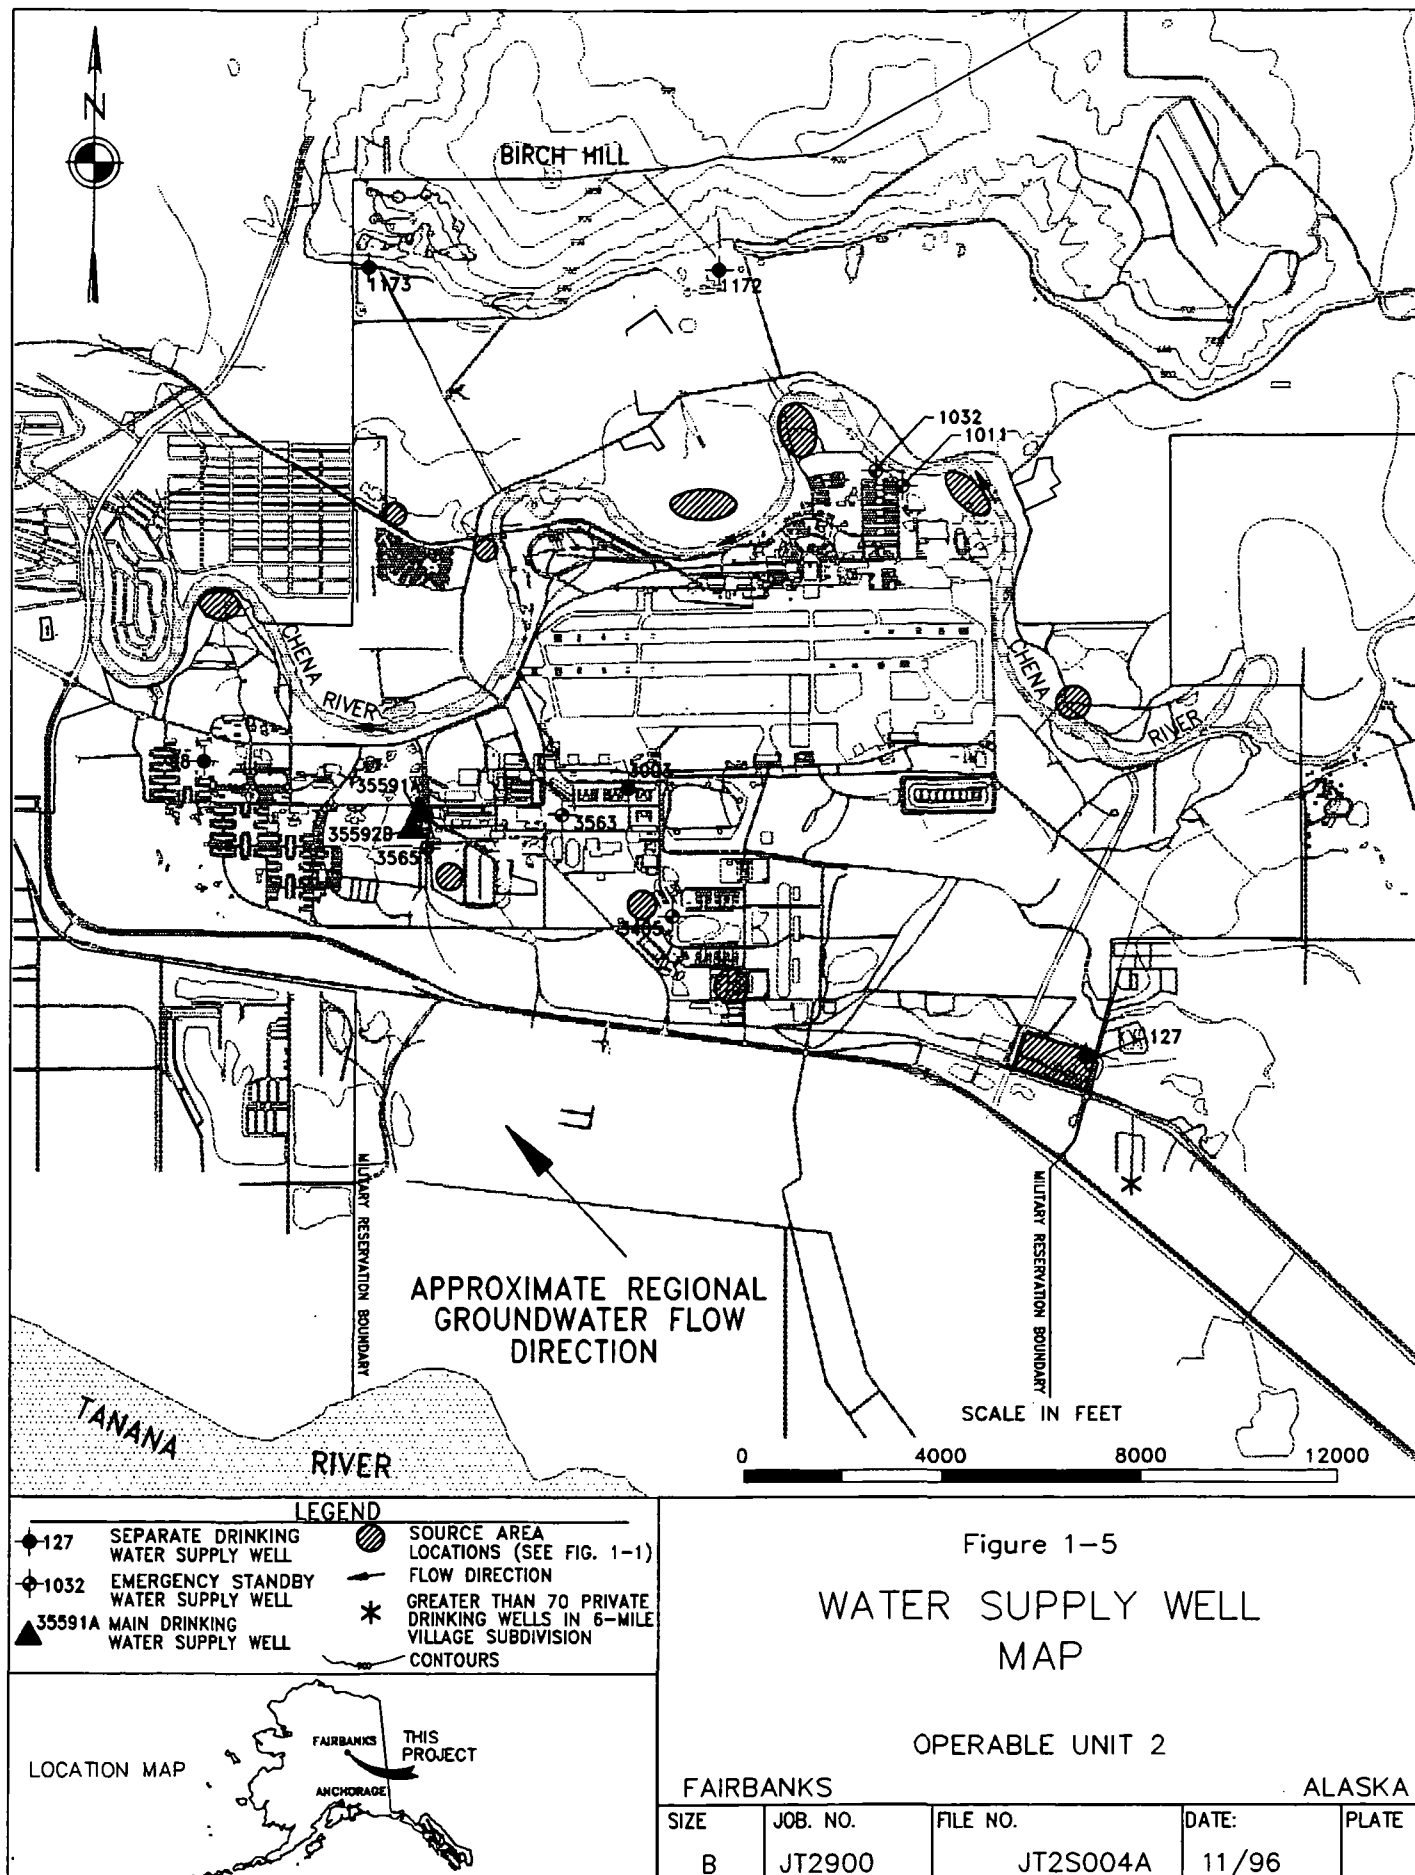 N
BIRCH HILL
1173
1172
1032
1011
CHENA
RIVER
CHENA
RIVER
35591A
3563
35592B
3565
127
MILITARY RESERVATION BOUNDARY
MILITARY RESERVATION BOUNDARY
APPROXIMATE REGIONAL
GROUNDWATER FLOW
DIRECTION
TANANA
RIVER
SCALE IN FEET
0 4000 8000 12000
LEGEND
127 SEPARATE DRINKING
WATER SUPPLY WELL
1032 EMERGENCY STANDBY
WATER SUPPLY WELL
35591A MAIN DRINKING
WATER SUPPLY WELL
SOURCE AREA
LOCATIONS (SEE FIG. 1-1)
FLOW DIRECTION
GREATER THAN 70 PRIVATE
DRINKING WELLS IN 6-MILE
VILLAGE SUBDIVISION
CONTOURS
LOCATION MAP
FAIRBANKS
THIS
PROJECT
ANCHORAGE
Figure 1-5
WATER SUPPLY WELL
MAP
OPERABLE UNIT 2
FAIRBANKS ALASKA
SIZE JOB. NO. FILE NO. DATE: PLATE
B JT2900 JT2S004A 11/96